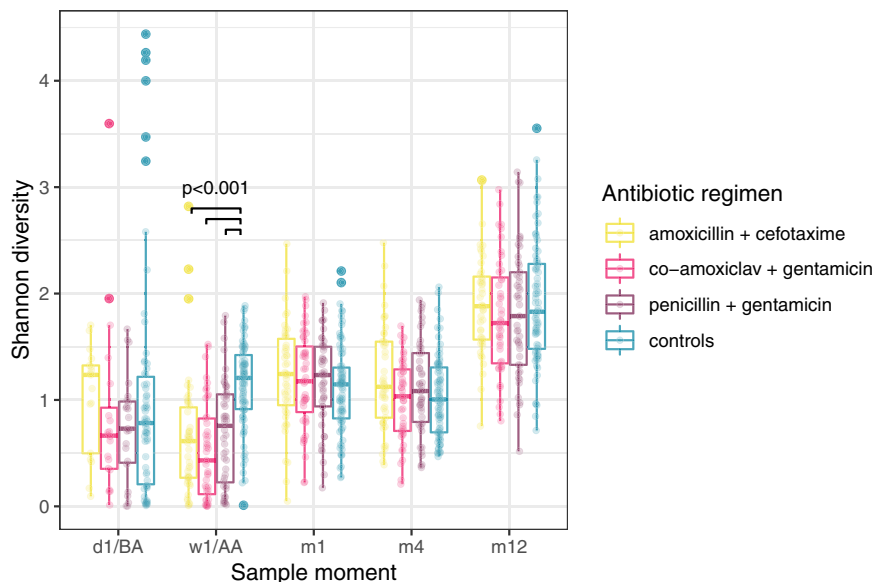 4
3
2
1
0
Shannon diversity
p<0.001
d1/BA
w1/AA
m1
m4
m12
Sample moment
Antibiotic regimen
amoxicillin + cefotaxime
co-amoxiclav + gentamicin
penicillin + gentamicin
controls